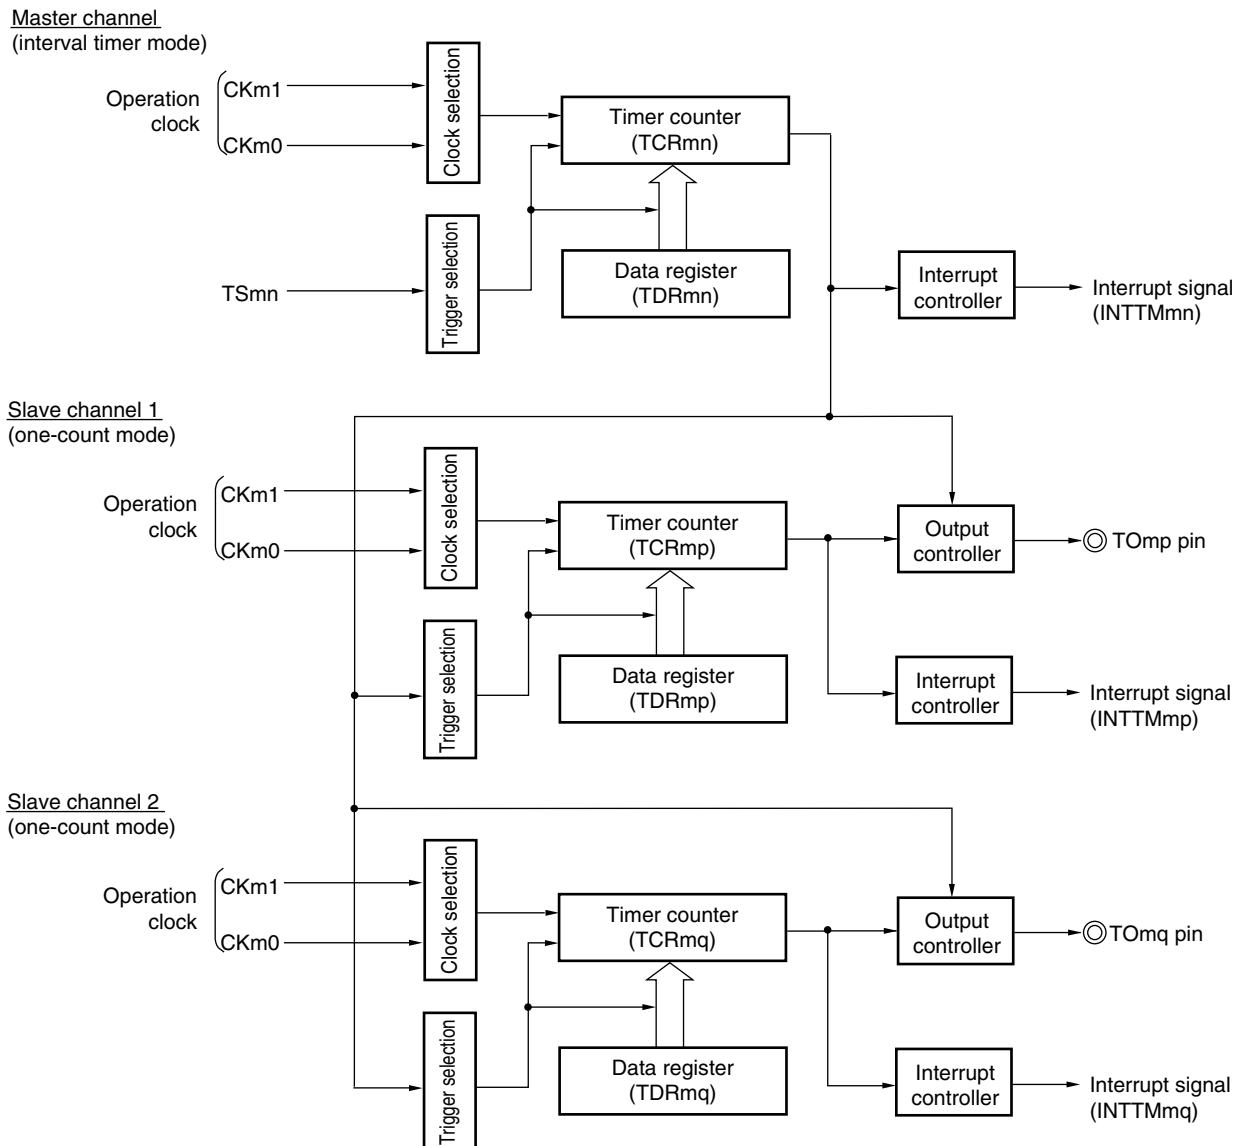 Master channel
(interval timer mode)
Operation
clock
CKm1
CKm0
Clock selection
Timer counter
(TCRmn)
TSmn
Trigger selection
Data register
(TDRmn)
Interrupt
controller
Interrupt signal
(INTTMmn)
Slave channel 1
(one-count mode)
Operation
clock
CKm1
CKm0
Clock selection
Timer counter
(TCRmp)
Output
controller
TOmp pin
Trigger selection
Data register
(TDRmp)
Interrupt
controller
Interrupt signal
(INTTMmp)
Slave channel 2
(one-count mode)
Operation
clock
CKm1
CKm0
Clock selection
Timer counter
(TCRmq)
Output
controller
TOmq pin
Trigger selection
Data register
(TDRmq)
Interrupt
controller
Interrupt signal
(INTTMmq)